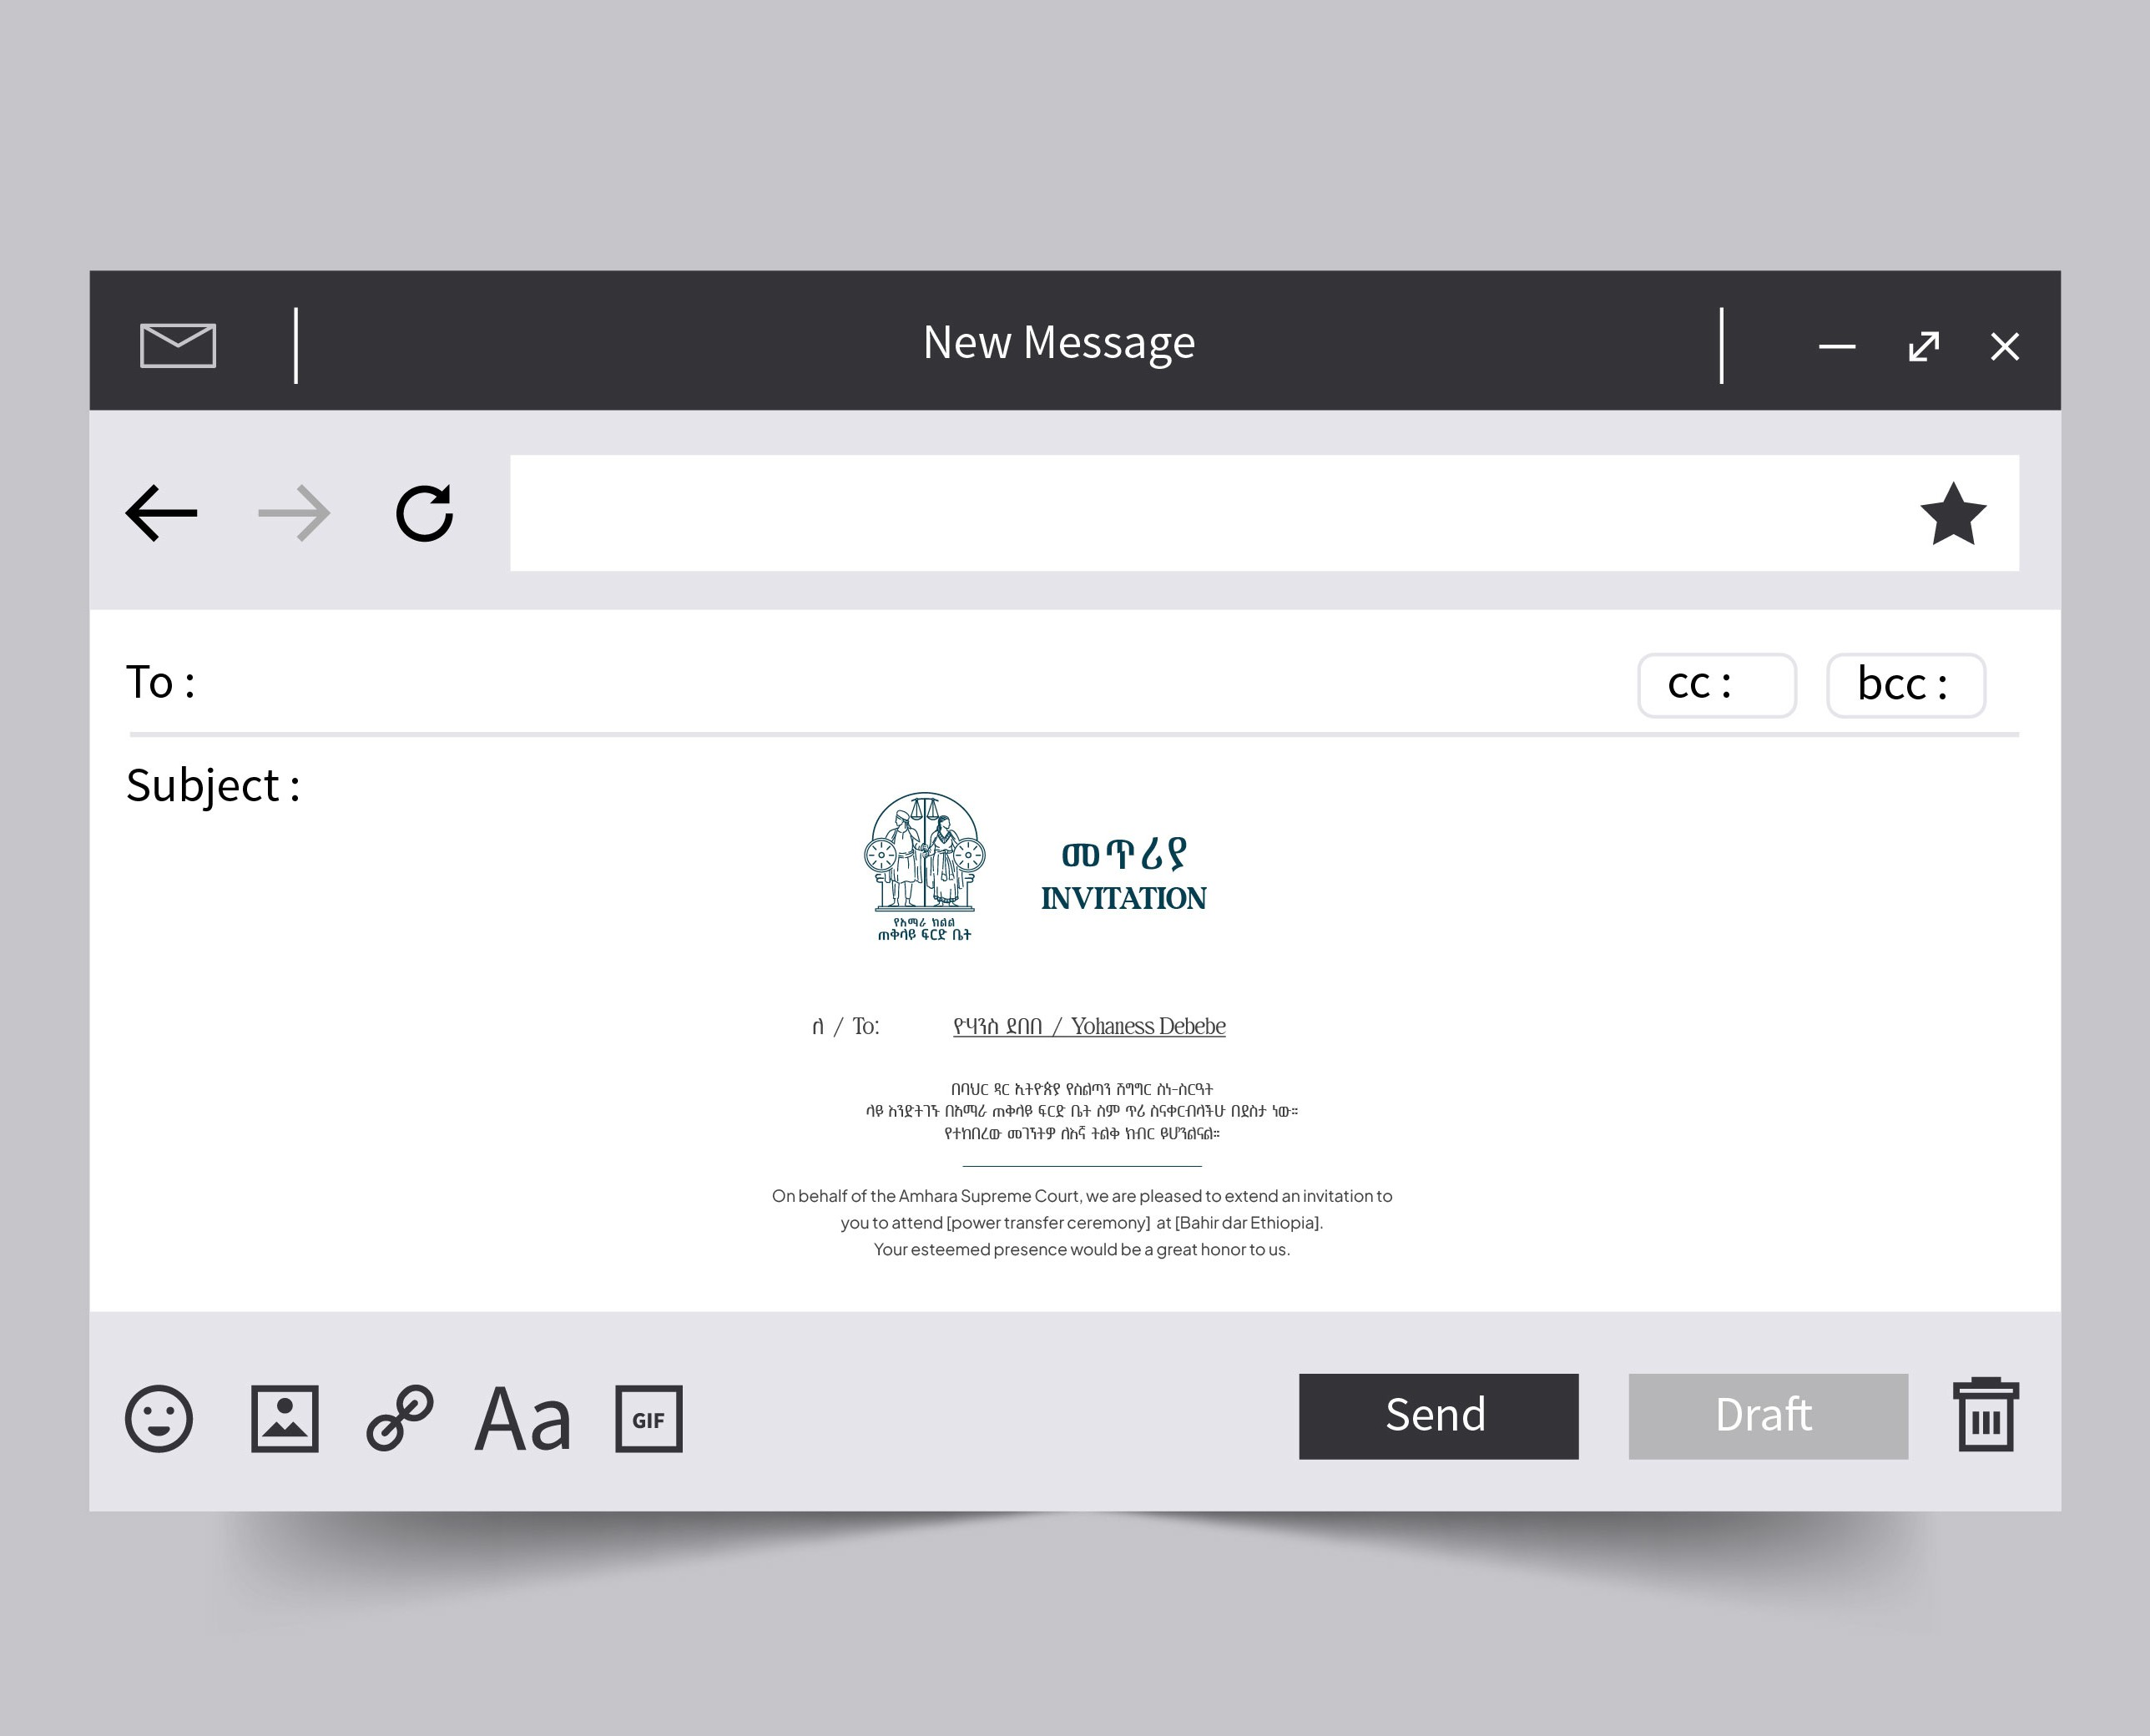 New Message
To :
cc :
bcc :
Subject :
የአማራ ክልል
ጠቅላይ ፍርድ ቤት
መጥሪያ
INVITATION
ለ / To:
ዮሃንስ ደበበ / Yohaness Debebe
በባህር ዳር ኢትዮጵያ የስልጣን ሽግግር ስነ-ስርዓት
ላይ እንድትገኙ በአማራ ጠቅላይ ፍርድ ቤት ስም ጥሪ ስናቀርብላችሁ በደስታ ነው።
የተከበረው መገኘትዎ ለእኛ ትልቅ ክብር ይሆንልናል።
On behalf of the Amhara Supreme Court, we are pleased to extend an invitation to
you to attend [power transfer ceremony] at [Bahir dar Ethiopia].
Your esteemed presence would be a great honor to us.
Aa
GIF
Send
Draft